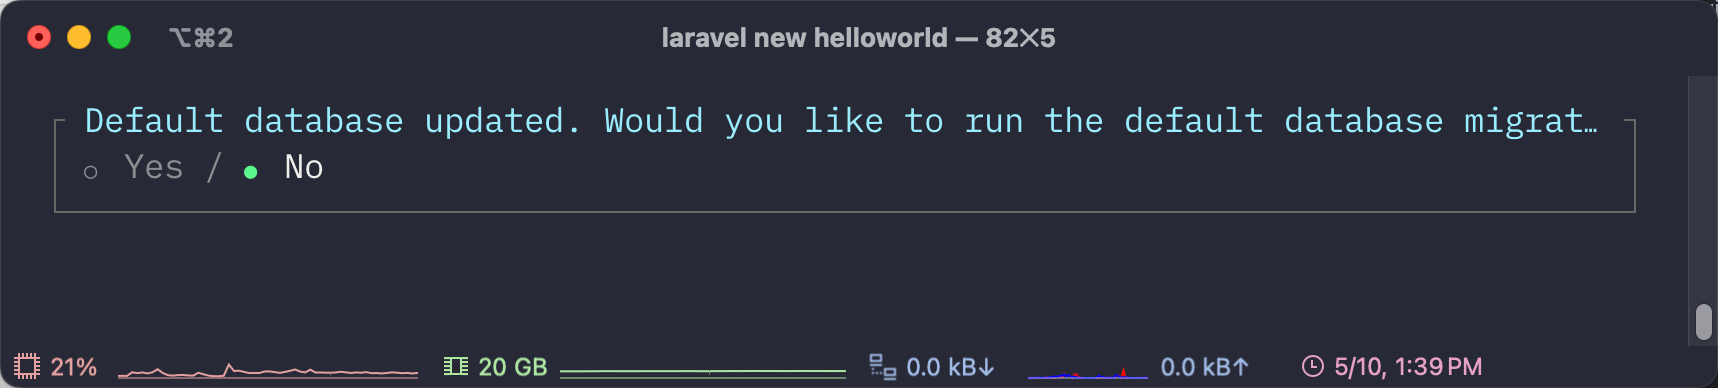 ⌥⌘2 laravel new helloworld — 82✕5
Default database updated. Would you like to run the default database migrat…
○ Yes / ● No
21% 20 GB 0.0 kB↓ 0.0 kB↑ 5/10, 1:39 PM